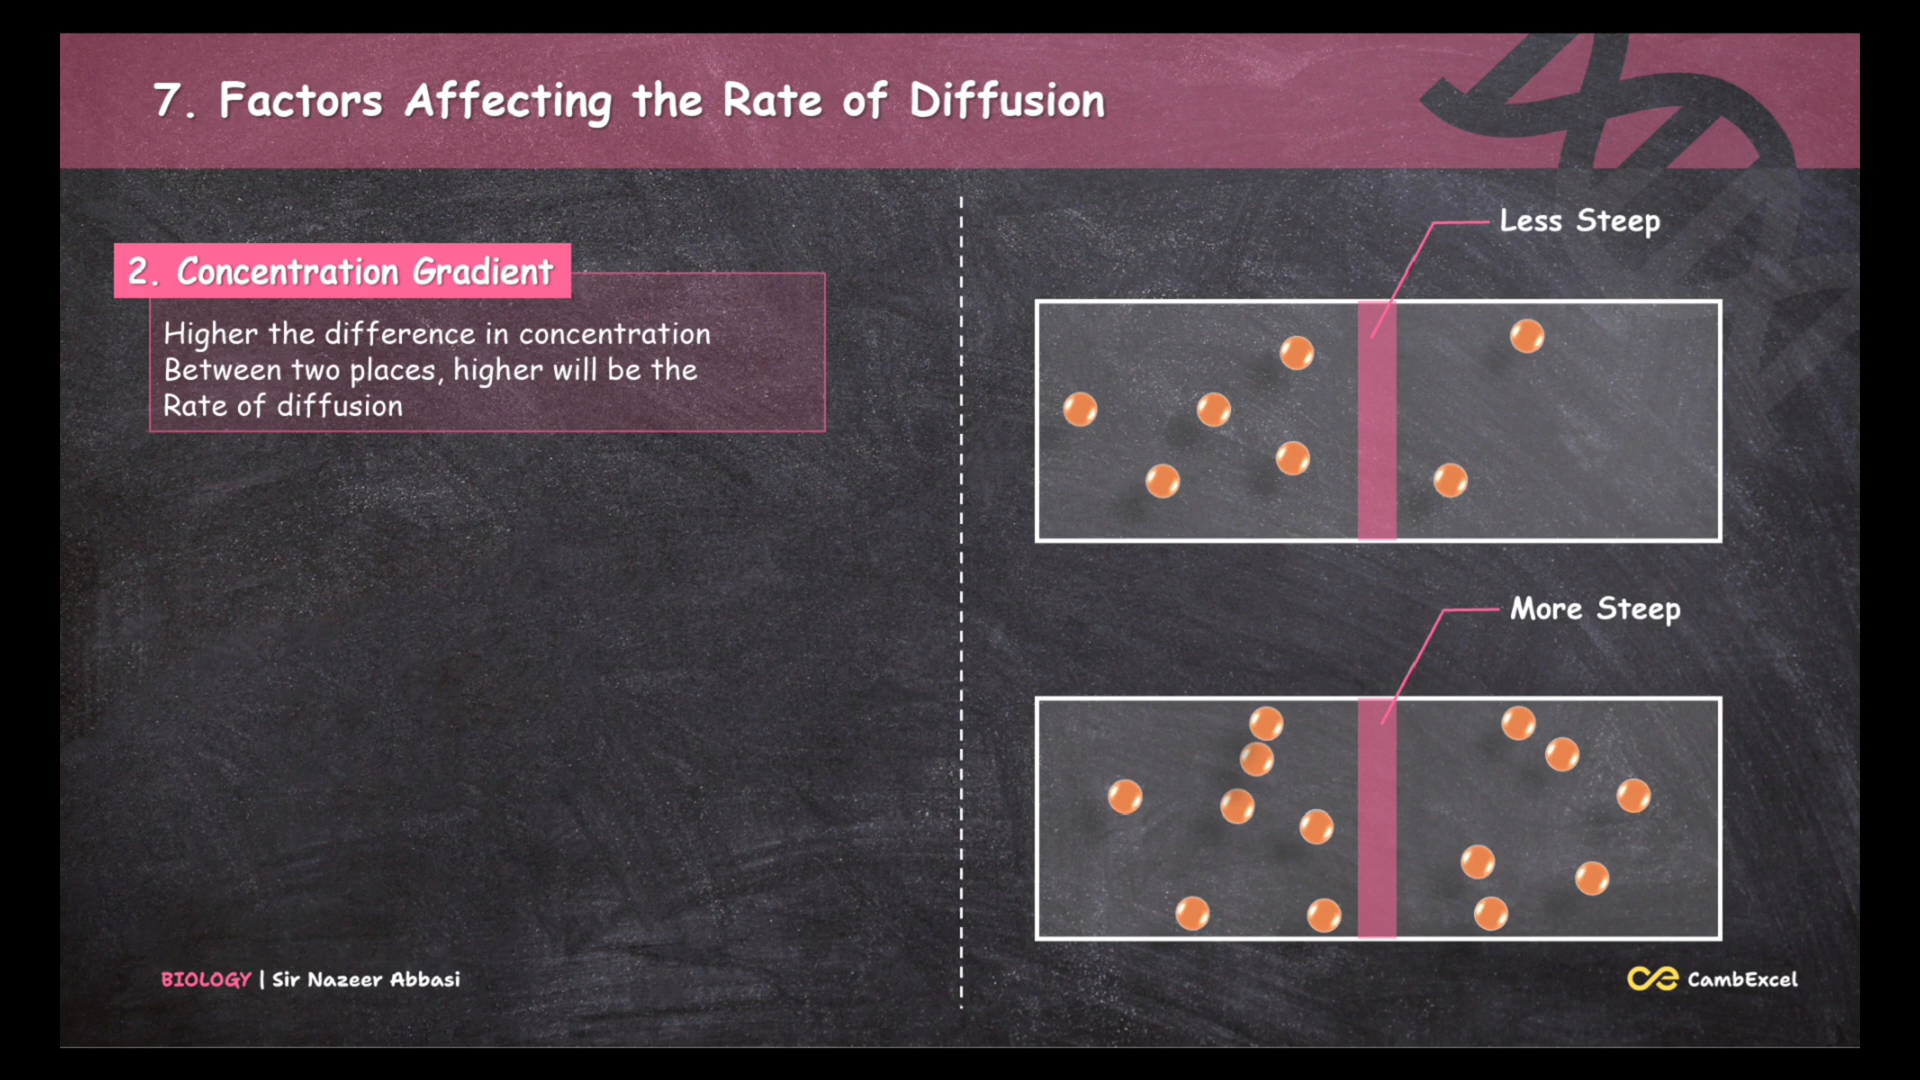 7. Factors Affecting the Rate of Diffusion
2. Concentration Gradient
Higher the difference in concentration
Between two places, higher will be the
Rate of diffusion
Less Steep
More Steep
BIOLOGY | Sir Nazeer Abbasi
CambExcel